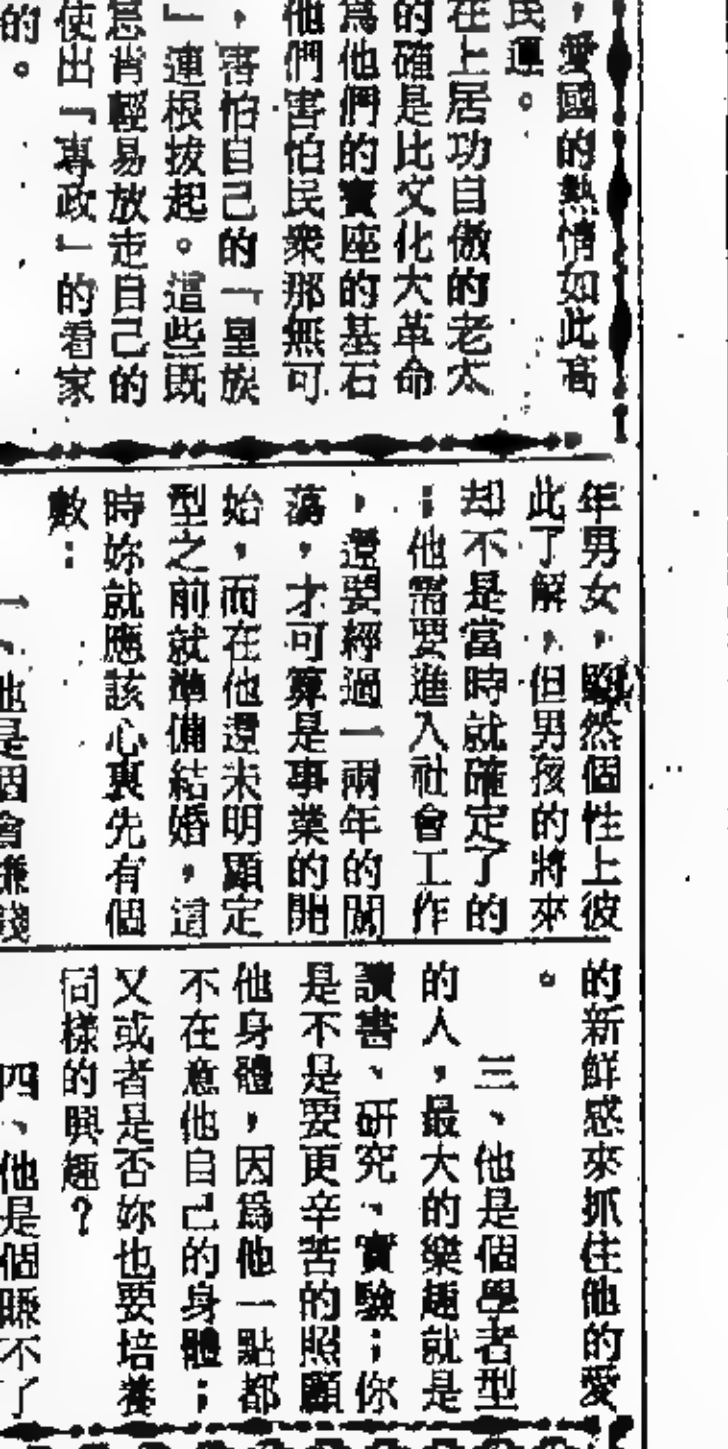 ，愛國的熱情如此高
民運。
在上居功自傲的老太
的確是比文化大革命
爲他們的寶座的基石
他們害怕民衆那無可
，害怕自己的「皇族
」連根拔起。這些既
肯輕易放走自己的
使出「專政」的看家
的。
年男女，雖然個性上彼
此了解，但男孩的將來
却不是當時就確定了的
；他需要進入社會工作
，還要經過一兩年的闖
蕩，才可算是事業的開
始，而在他還未明顯定
型之前就準備結婚，這
時妳就應該心裏先有個
數：
一、他是個會賺錢
的新鮮感來抓住他的愛
。
三、他是個學者型
的人，最大的樂趣就是
讀書、研究、實驗；你
是不是要更辛苦的照顧
他身體，因爲他一點都
不在意他自己的身體；
又或者是否妳也要培養
同樣的興趣？
四、他是個賺不了